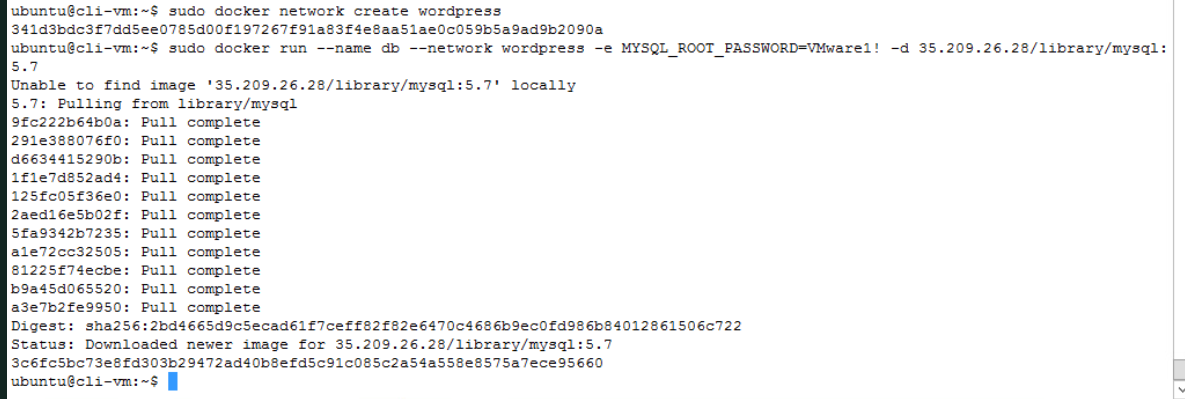 ubuntu@cli-vm:~$ sudo docker network create wordpress
341d3bdc3f7dd5ee0785d00f197267f91a83f4e8aa51ae0c059b5a9ad9b2090a
ubuntu@cli-vm:~$ sudo docker run --name db --network wordpress -e MYSQL_ROOT_PASSWORD=VMware1! -d 35.209.26.28/library/mysql:
5.7
Unable to find image '35.209.26.28/library/mysql:5.7' locally
5.7: Pulling from library/mysql
9fc222b64b0a: Pull complete
291e388076f0: Pull complete
d6634415290b: Pull complete
1f1e7d852ad4: Pull complete
125fc05f36e0: Pull complete
2aed16e5b02f: Pull complete
5fa9342b7235: Pull complete
a1e72cc32505: Pull complete
81225f74ecbe: Pull complete
b9a45d065520: Pull complete
a3e7b2fe9950: Pull complete
Digest: sha256:2bd4665d9c5ecad61f7ceff82f82e6470c4686b9ec0fd986b84012861506c722
Status: Downloaded newer image for 35.209.26.28/library/mysql:5.7
3c6fc5bc73e8fd303b29472ad40b8efd5c91c085c2a54a558e8575a7ece95660
ubuntu@cli-vm:~$